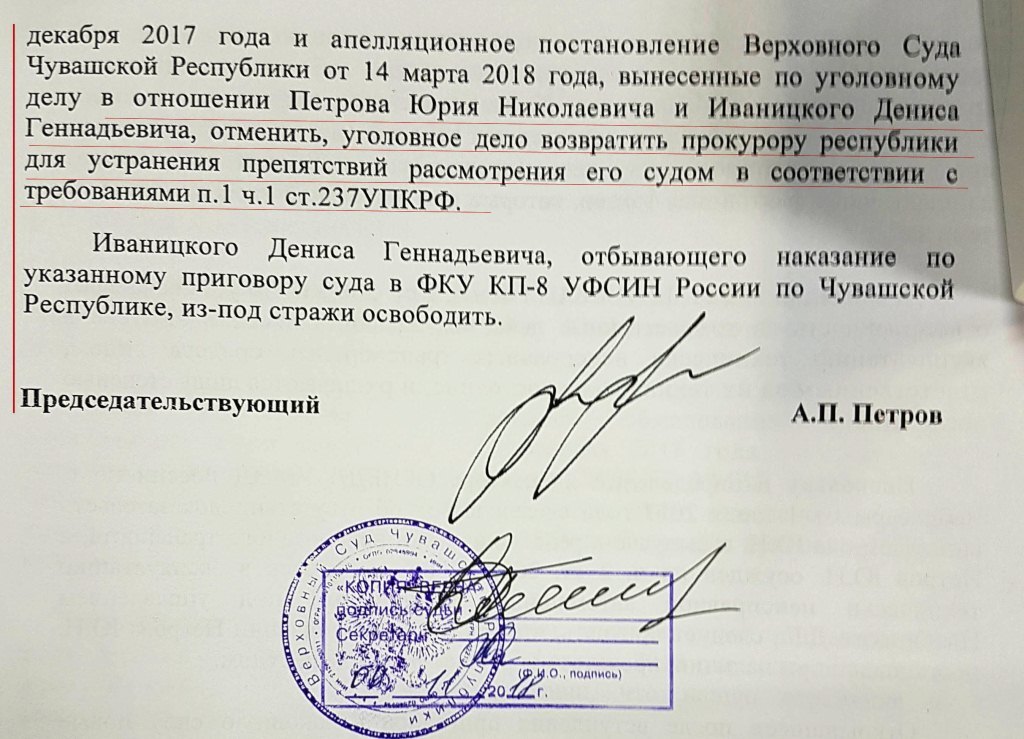 декабря 2017 года и апелляционное постановление Верховного Суда
Чувашской Республики от 14 марта 2018 года, вынесенные по уголовному
делу в отношении Петрова Юрия Николаевича и Иваницкого Дениса
Геннадьевича, отменить, уголовное дело возвратить прокурору республики
для устранения препятствий рассмотрения его судом в соответствии с
требованиями п.1 ч.1 ст.237УПКРФ.
Иваницкого Дениса Геннадьевича, отбывающего наказание по
указанному приговору суда в ФКУ КП-8 УФСИН России по Чувашской
Республике, из-под стражи освободить.
Председательствующий
А.П. Петров
Верховный Суд Чувашской Республики
«КОПИЯ ВЕРНА»
подпись судьи
Секретарь
(Ф.И.О., подпись)
2018 г.